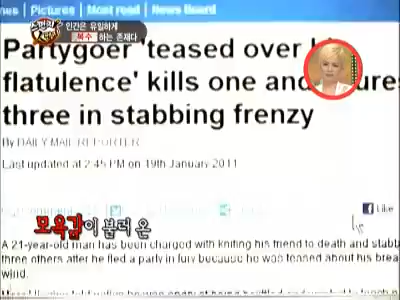 Pictures | Most read | News Board
인간은 유일하게
복수 하는 존재다
Partygoer 'teased over
flatulence' kills one and
three in stabbing frenzy
By DAILY MAIL REPORTER
Last updated at 2:45 PM on 19th January 2011
Like
모욕감이 불러 온
A 21-year-old man has been charged with knifing his friend to death and stabb
three others after he fled a party in fury because he was teased about his brea
wind.